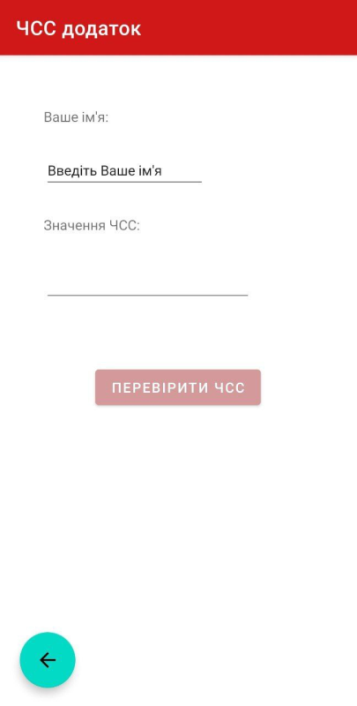 ЧСС додаток
Ваше ім'я:
Введіть Ваше ім'я
Значення ЧСС:
ПЕРЕВІРИТИ ЧСС